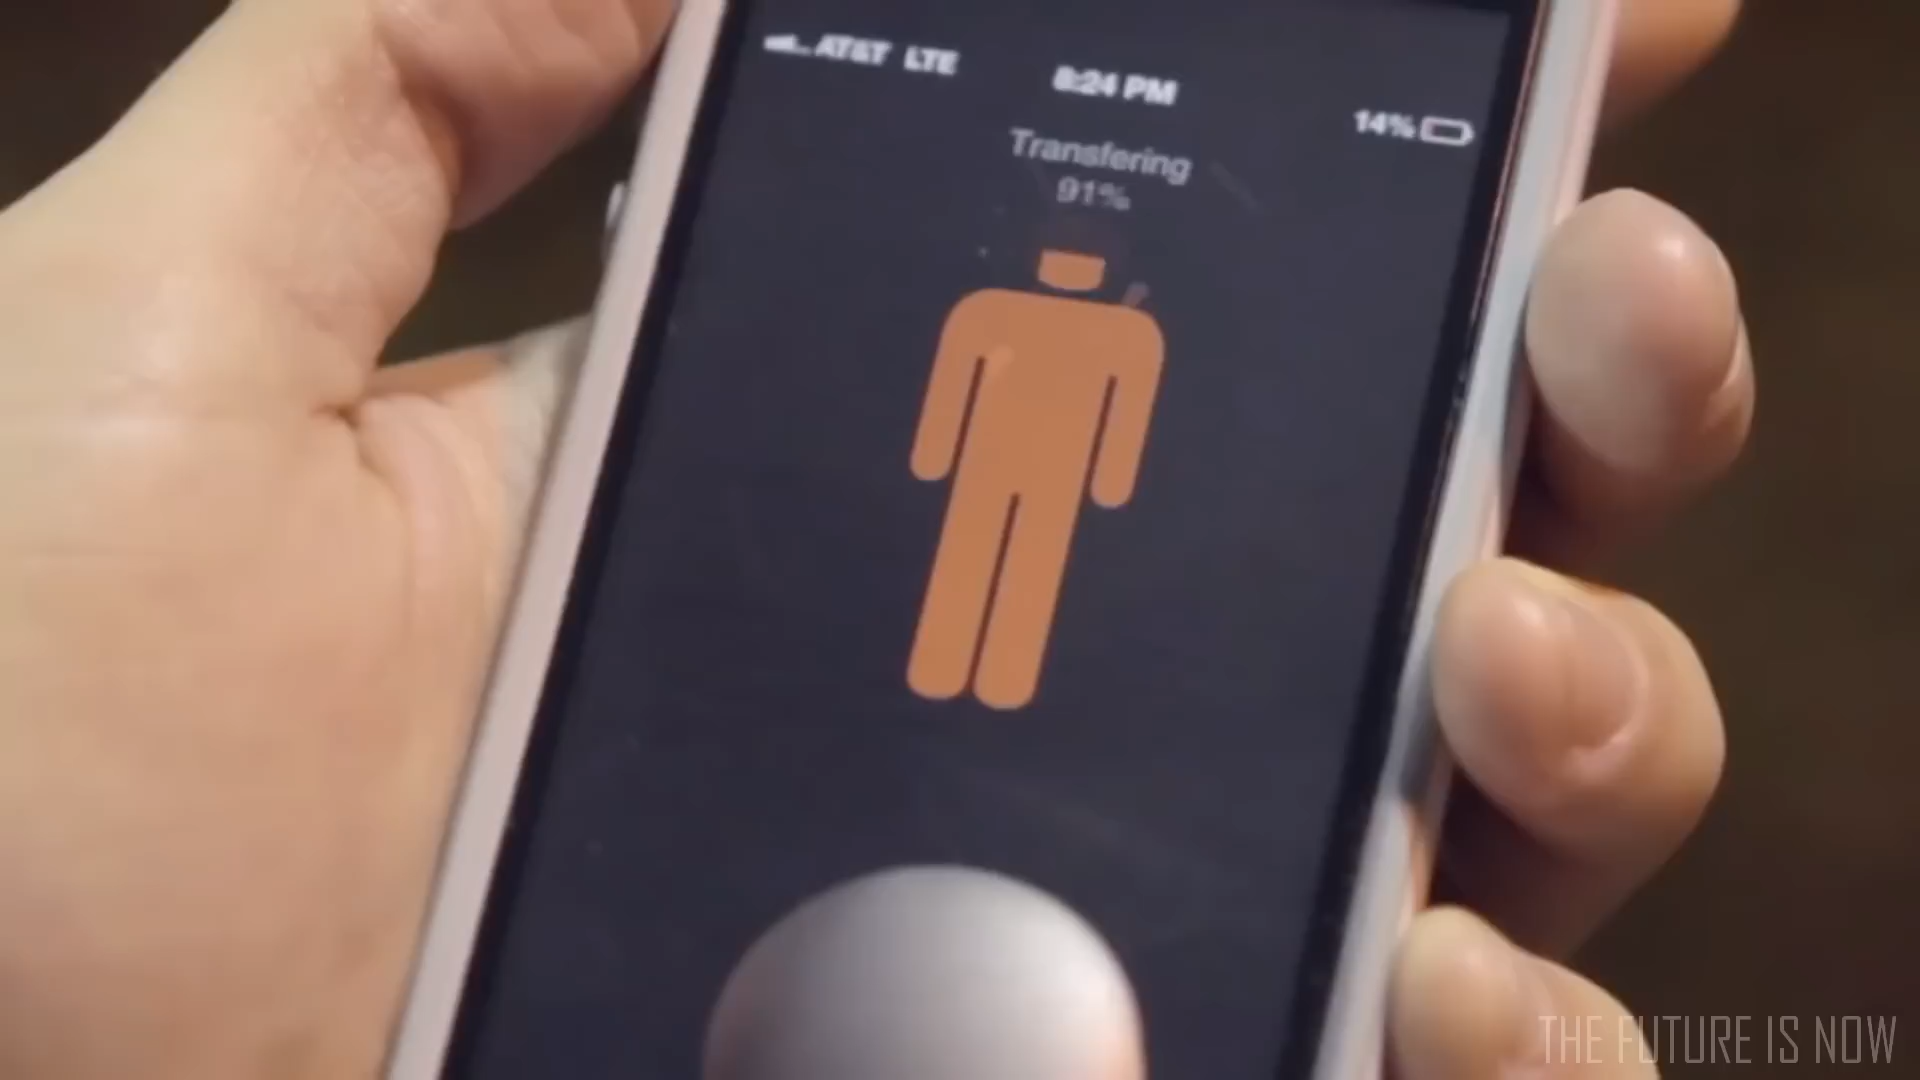 AT&T LTE 8:24 PM 14%
Transfering
91%
THE FUTURE IS NOW